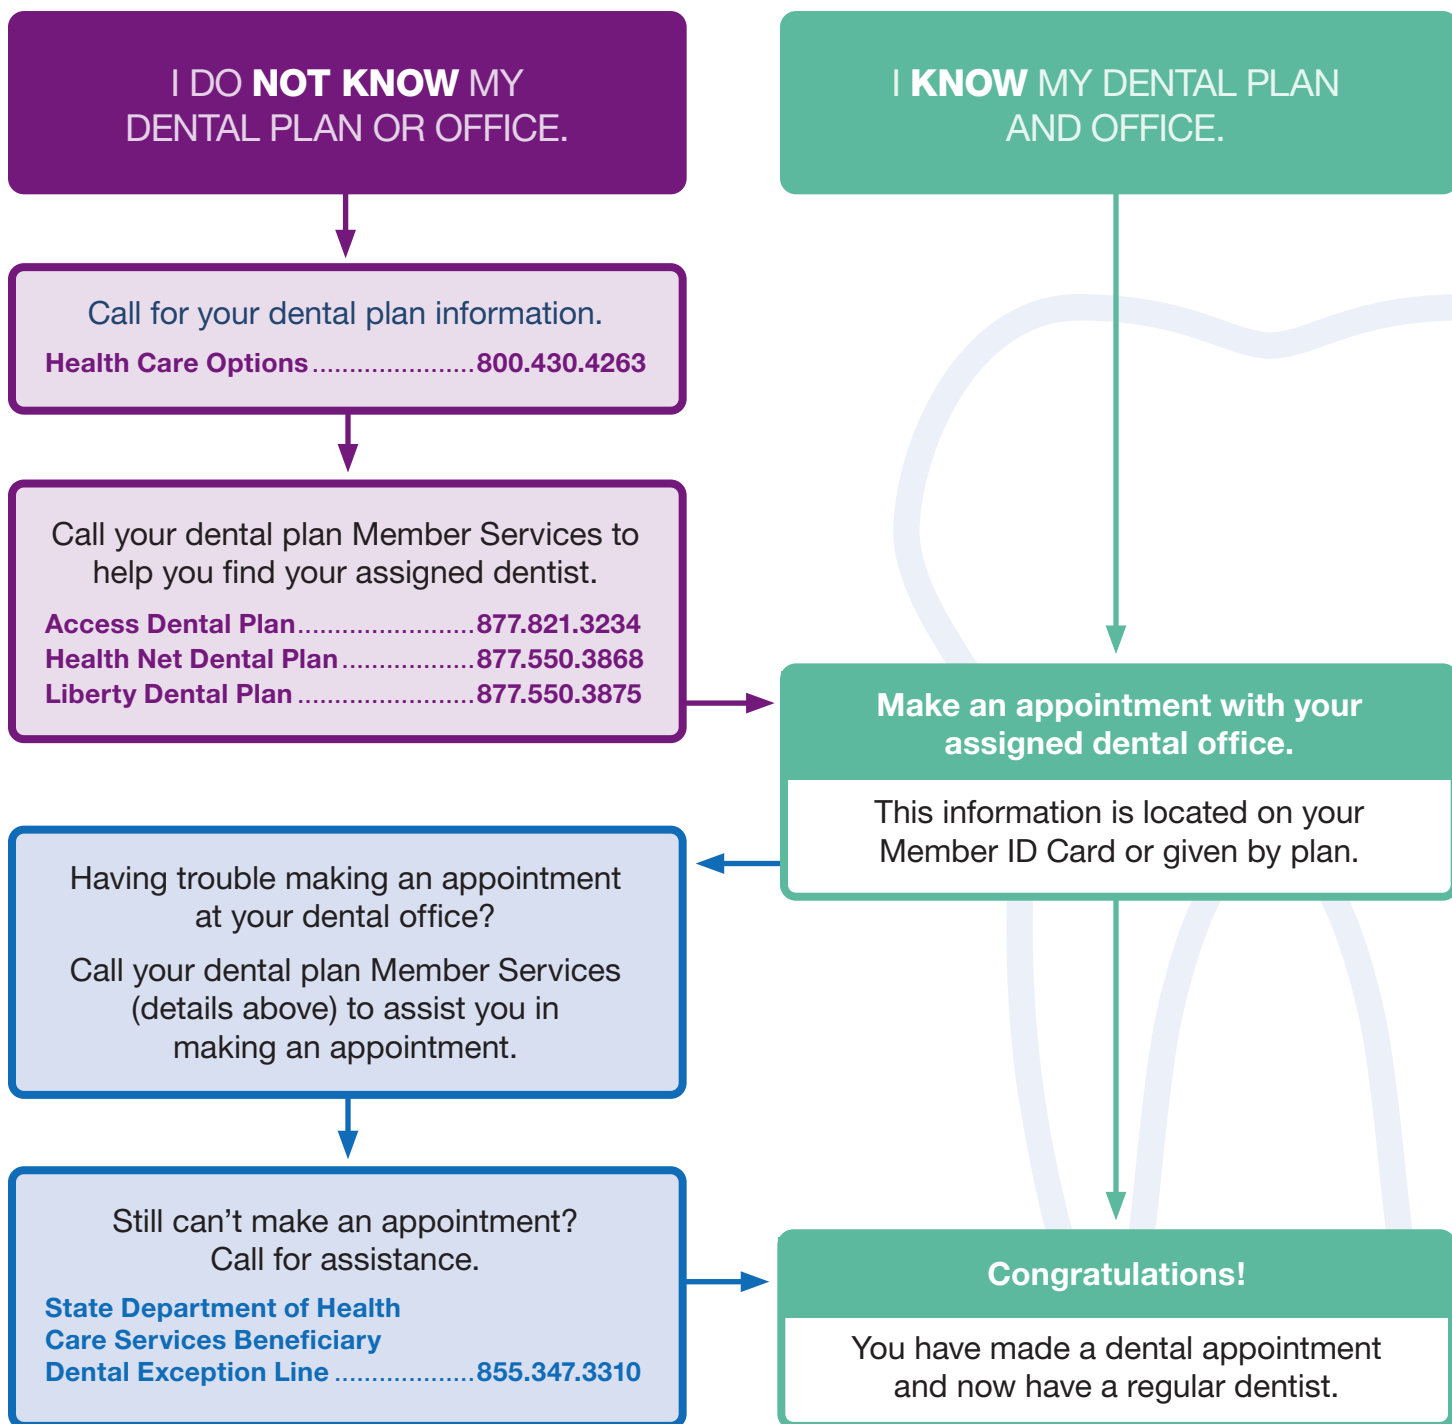 I DO NOT KNOW MY
DENTAL PLAN OR OFFICE.
I KNOW MY DENTAL PLAN
AND OFFICE.
Call for your dental plan information.
Health Care Options......................800.430.4263
Call your dental plan Member Services to
help you find your assigned dentist.
Access Dental Plan........................877.821.3234
Health Net Dental Plan..................877.550.3868
Liberty Dental Plan........................877.550.3875
Make an appointment with your
assigned dental office.
This information is located on your
Member ID Card or given by plan.
Having trouble making an appointment
at your dental office?
Call your dental plan Member Services
(details above) to assist you in
making an appointment.
Still can’t make an appointment?
Call for assistance.
State Department of Health
Care Services Beneficiary
Dental Exception Line...................855.347.3310
Congratulations!
You have made a dental appointment
and now have a regular dentist.